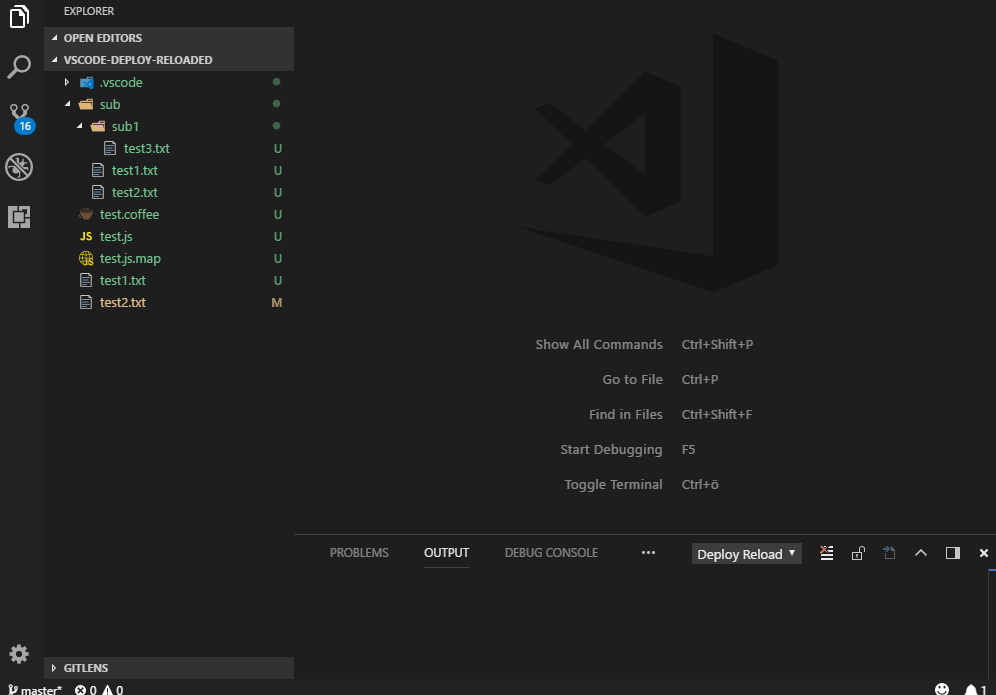 EXPLORER
OPEN EDITORS
VSCODE-DEPLOY-RELOADED
.vscode
sub
sub1
test3.txt U
test1.txt U
test2.txt U
test.coffee U
JS test.js U
JS test.js.map U
test1.txt U
test2.txt M
16
Show All Commands Ctrl+Shift+P
Go to File Ctrl+P
Find in Files Ctrl+Shift+F
Start Debugging F5
Toggle Terminal Ctrl+ö
PROBLEMS OUTPUT DEBUG CONSOLE ··· Deploy Reload
GITLENS
master* 0 0 1